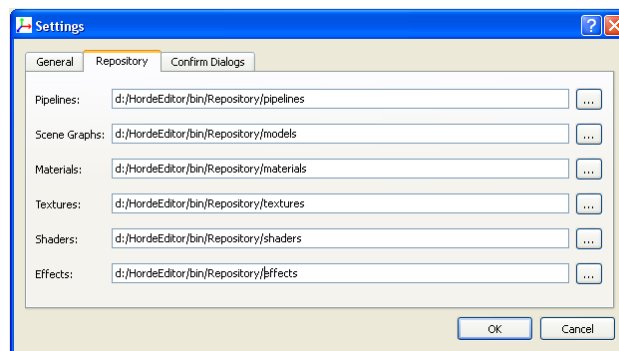 Settings
General Repository Confirm Dialogs
Pipelines: d:/HordeEditor/bin/Repository/pipelines ...
Scene Graphs: d:/HordeEditor/bin/Repository/models ...
Materials: d:/HordeEditor/bin/Repository/materials ...
Textures: d:/HordeEditor/bin/Repository/textures ...
Shaders: d:/HordeEditor/bin/Repository/shaders ...
Effects: d:/HordeEditor/bin/Repository/effects ...
OK Cancel